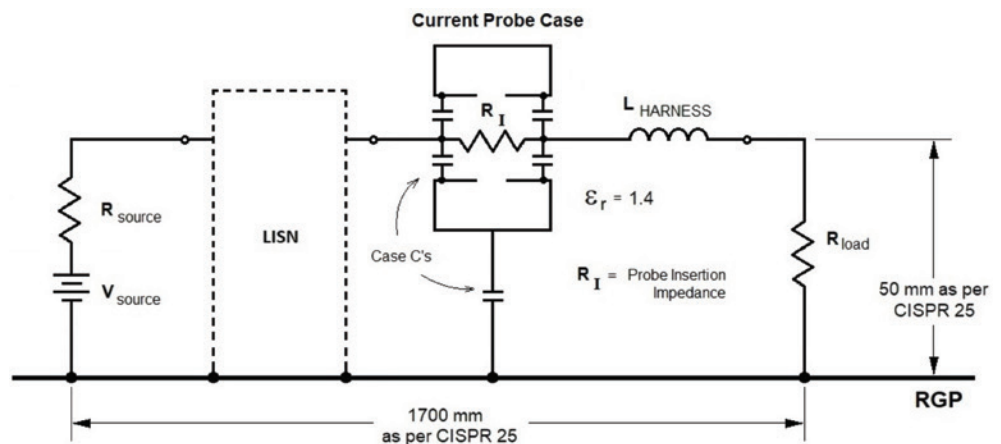 Current Probe Case
R I
L HARNESS
R source
LISN
εr = 1.4
R load
Case C's
V source
R I = Probe Insertion
Impedance
50 mm as per
CISPR 25
RGP
1700 mm
as per CISPR 25